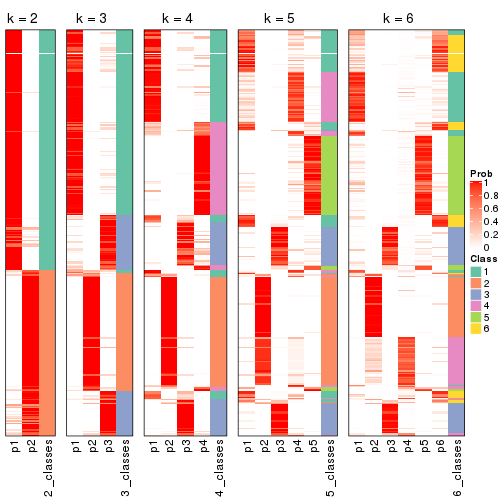 k = 2
k = 3
k = 4
k = 5
k = 6
p1
p2
2_classes
p1
p2
p3
3_classes
p1
p2
p3
p4
4_classes
p1
p2
p3
p4
p5
5_classes
p1
p2
p3
p4
p5
p6
6_classes
Prob
1
0.8
0.6
0.4
0.2
0
Class
1
2
3
4
5
6